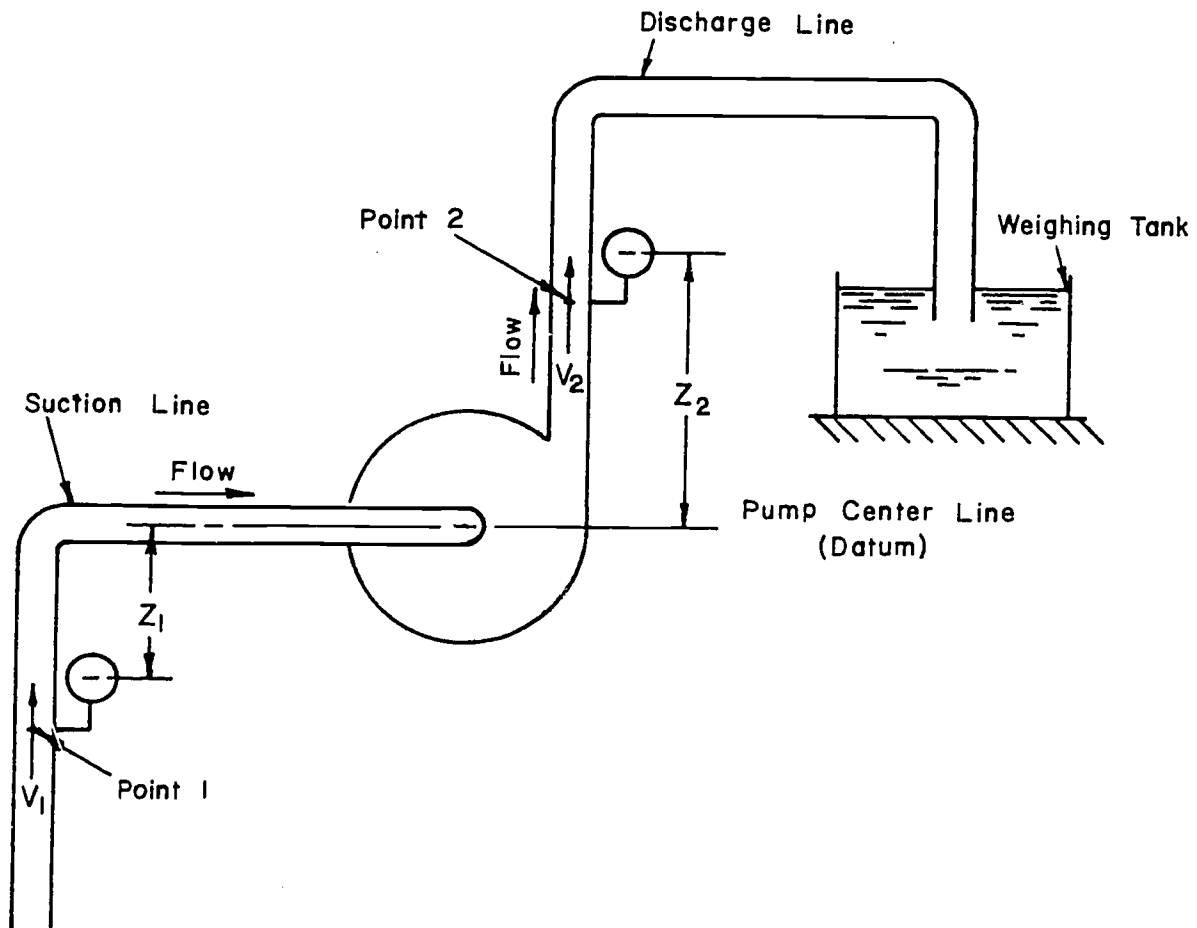 Discharge Line
Point 2
Weighing Tank
Flow
V2
Z2
Suction Line
Flow
Pump Center Line
(Datum)
Z1
Point 1
V1